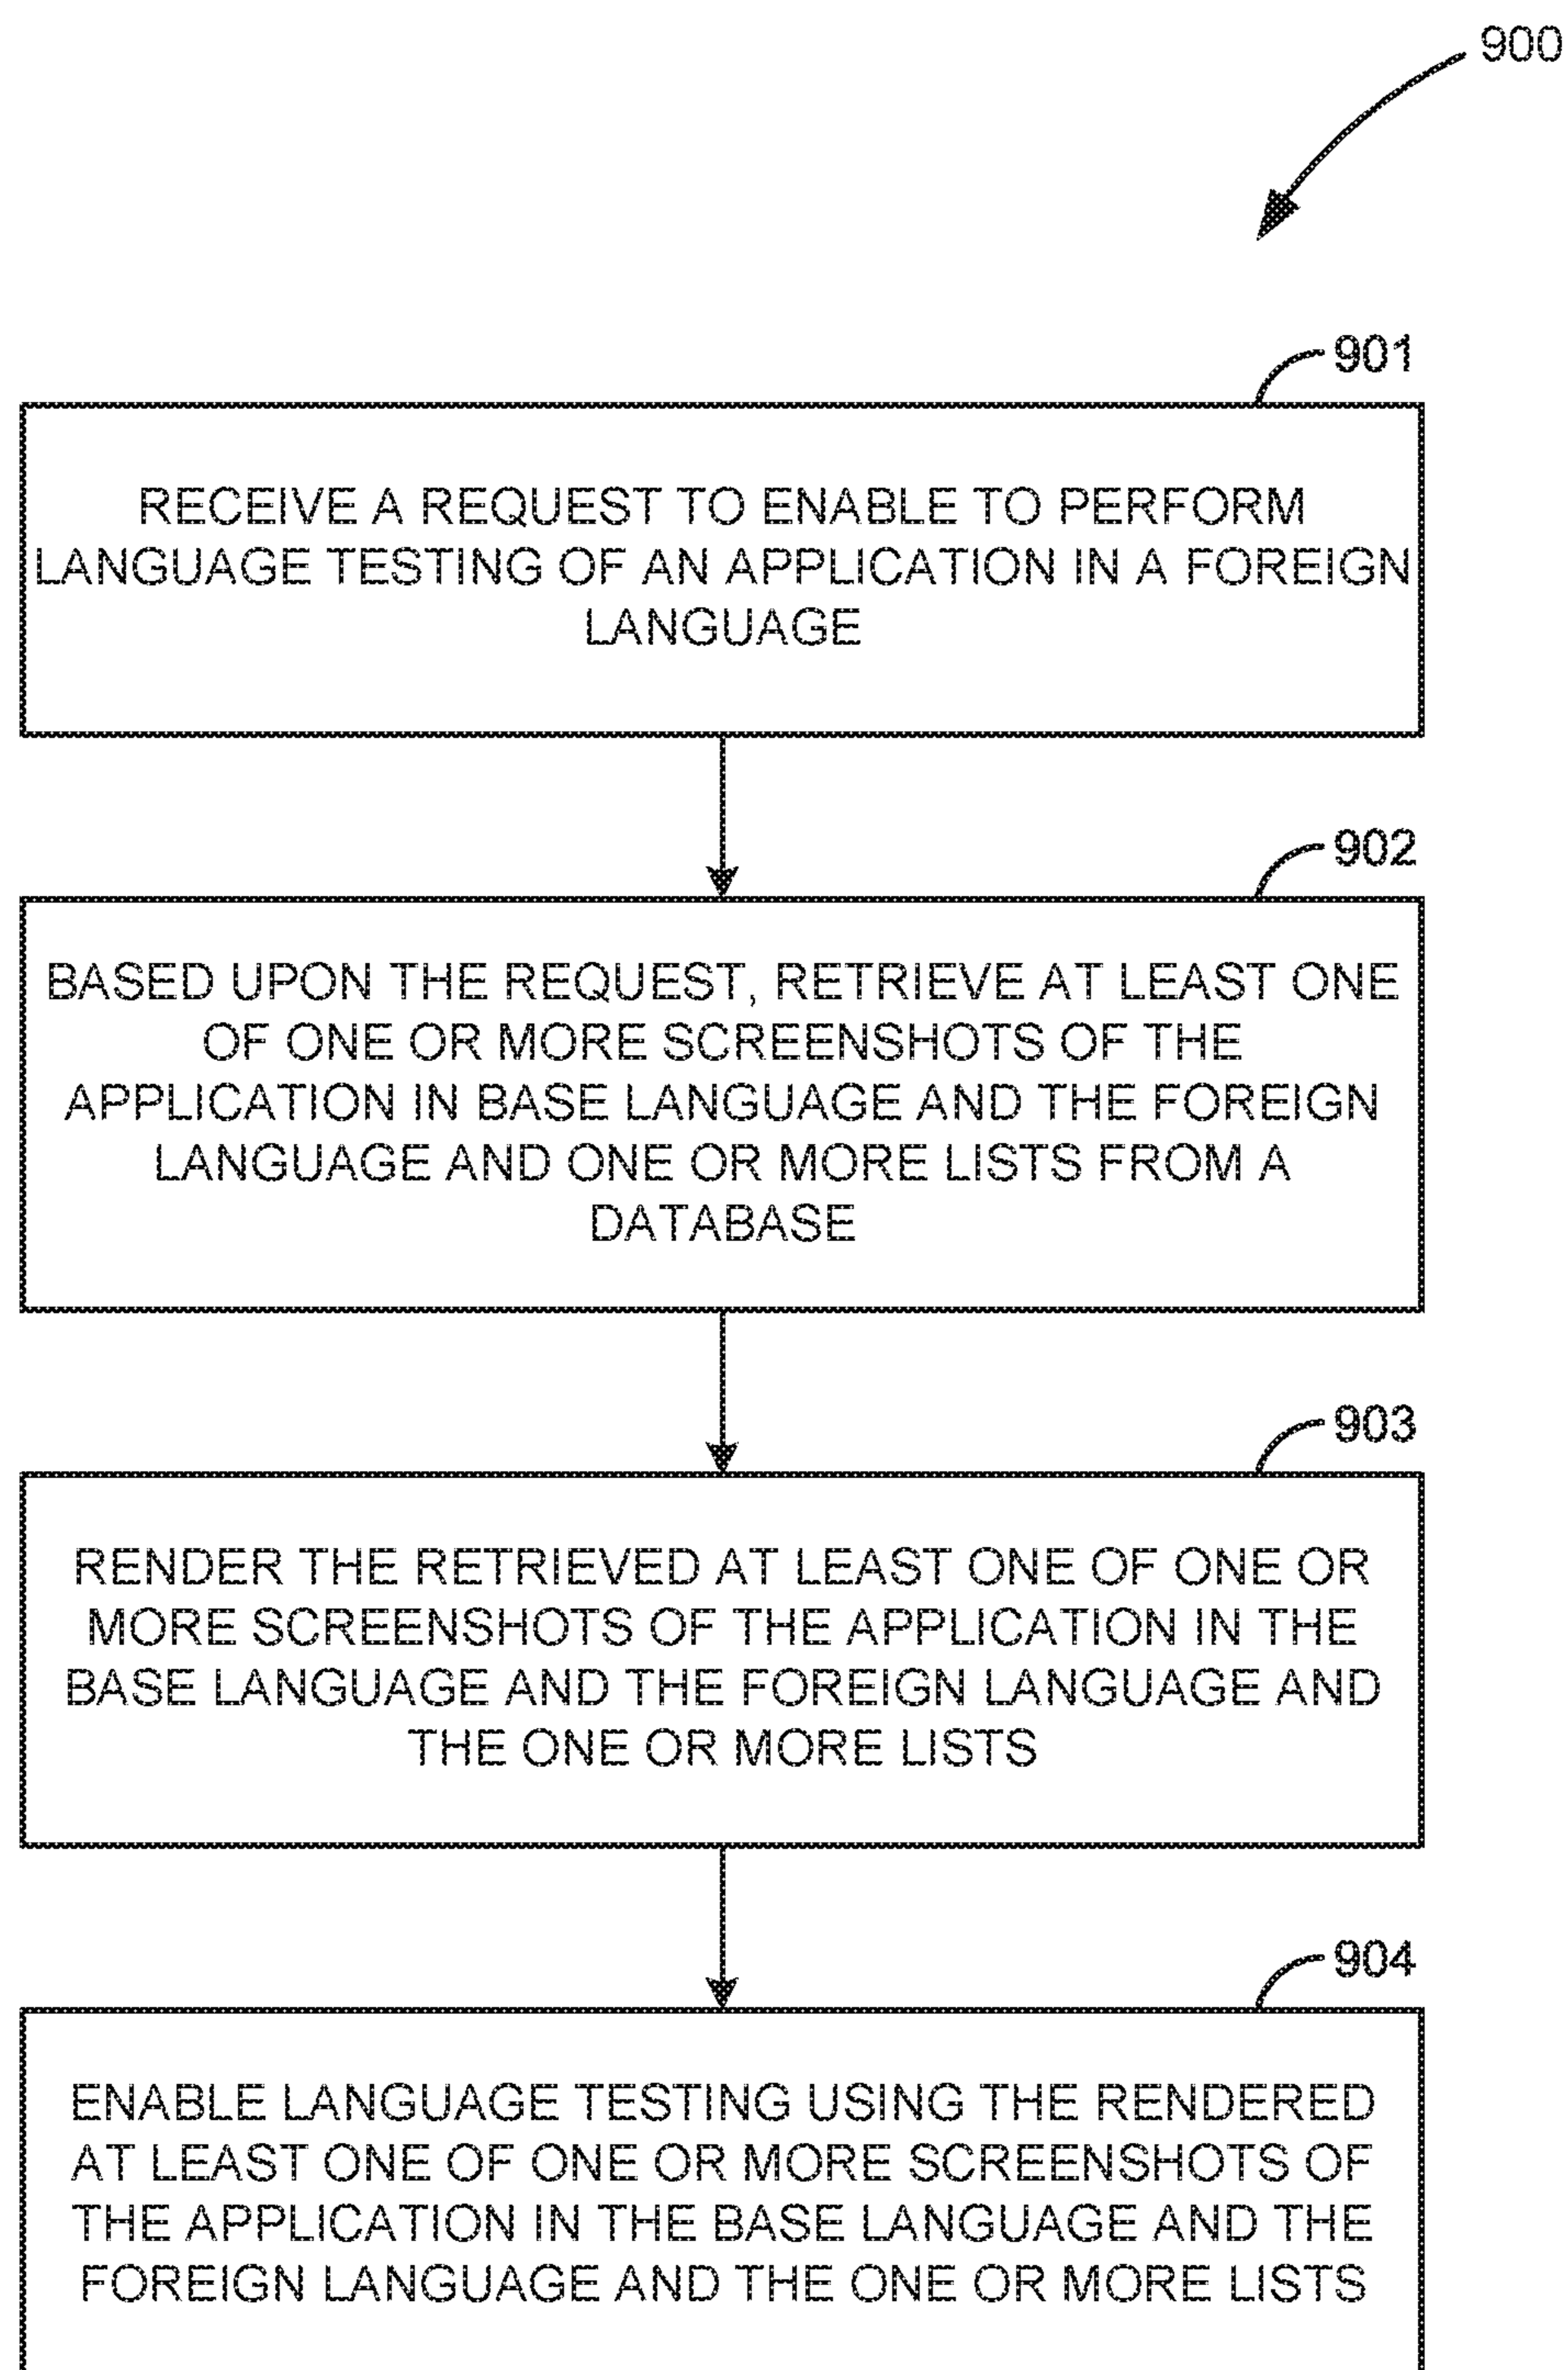 900
901
RECEIVE A REQUEST TO ENABLE TO PERFORM
LANGUAGE TESTING OF AN APPLICATION IN A FOREIGN
LANGUAGE
902
BASED UPON THE REQUEST, RETRIEVE AT LEAST ONE
OF ONE OR MORE SCREENSHOTS OF THE
APPLICATION IN BASE LANGUAGE AND THE FOREIGN
LANGUAGE AND ONE OR MORE LISTS FROM A
DATABASE
903
RENDER THE RETRIEVED AT LEAST ONE OF ONE OR
MORE SCREENSHOTS OF THE APPLICATION IN THE
BASE LANGUAGE AND THE FOREIGN LANGUAGE AND
THE ONE OR MORE LISTS
904
ENABLE LANGUAGE TESTING USING THE RENDERED
AT LEAST ONE OF ONE OR MORE SCREENSHOTS OF
THE APPLICATION IN THE BASE LANGUAGE AND THE
FOREIGN LANGUAGE AND THE ONE OR MORE LISTS